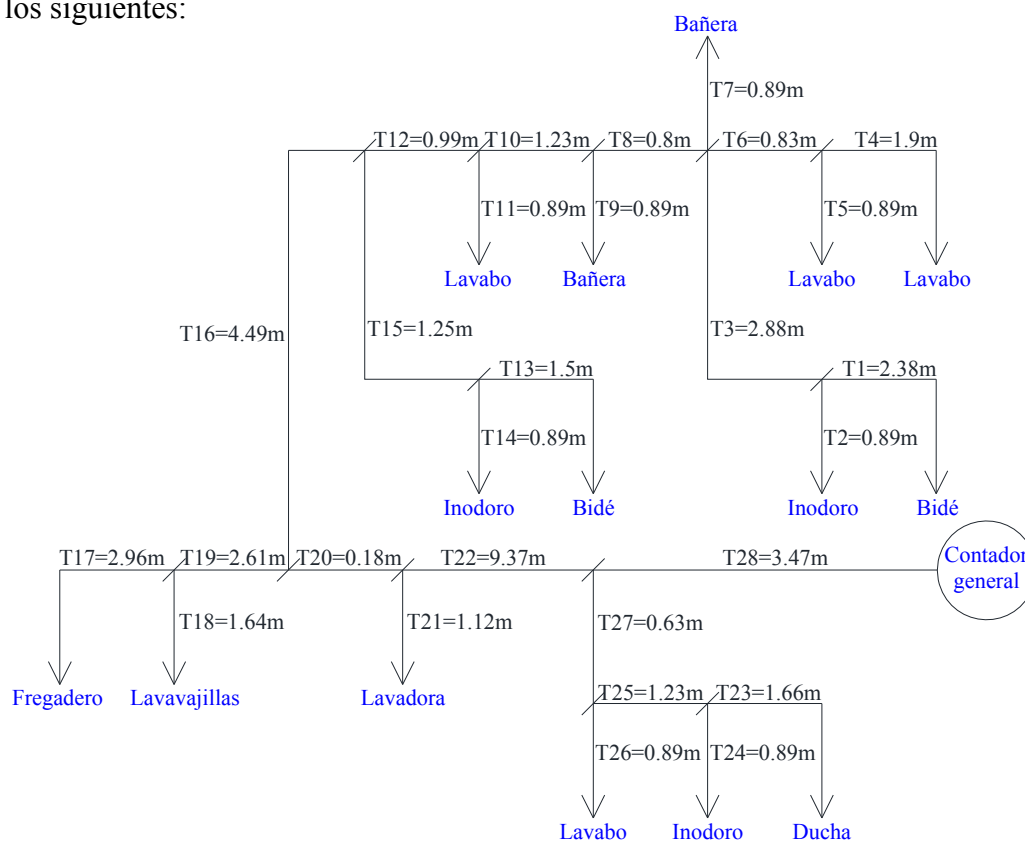 los siguientes:
Bañera
T7=0.89m
T12=0.99m T10=1.23m T8=0.8m T6=0.83m T4=1.9m
T11=0.89m T9=0.89m T5=0.89m
Lavabo Bañera Lavabo Lavabo
T16=4.49m T15=1.25m T3=2.88m
T13=1.5m T1=2.38m
T14=0.89m T2=0.89m
Inodoro Bidé Inodoro Bidé
T17=2.96m T19=2.61m T20=0.18m T22=9.37m T28=3.47m Contador
general
T18=1.64m T21=1.12m T27=0.63m
Fregadero Lavavajillas Lavadora T25=1.23m T23=1.66m
T26=0.89m T24=0.89m
Lavabo Inodoro Ducha